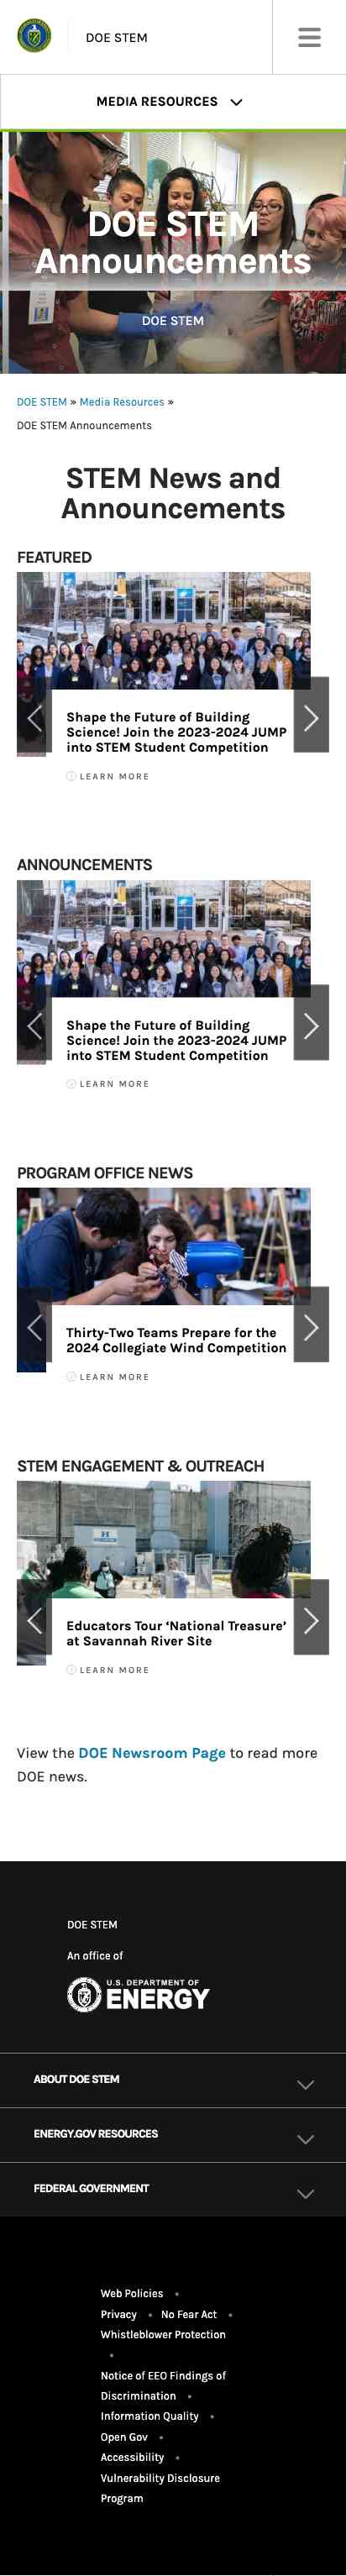 DOE STEM
MEDIA RESOURCES
DOE STEM
Announcements
DOE STEM
DOE STEM » Media Resources »
DOE STEM Announcements
STEM News and
Announcements
FEATURED
Shape the Future of Building
Science! Join the 2023-2024 JUMP
into STEM Student Competition
LEARN MORE
ANNOUNCEMENTS
Shape the Future of Building
Science! Join the 2023-2024 JUMP
into STEM Student Competition
LEARN MORE
PROGRAM OFFICE NEWS
Thirty-Two Teams Prepare for the
2024 Collegiate Wind Competition
LEARN MORE
STEM ENGAGEMENT & OUTREACH
Educators Tour ‘National Treasure’
at Savannah River Site
LEARN MORE
View the DOE Newsroom Page to read more
DOE news.
DOE STEM
An office of
U.S. DEPARTMENT OF
ENERGY
ABOUT DOE STEM
ENERGY.GOV RESOURCES
FEDERAL GOVERNMENT
Web Policies •
Privacy • No Fear Act •
Whistleblower Protection
•
Notice of EEO Findings of
Discrimination •
Information Quality •
Open Gov •
Accessibility •
Vulnerability Disclosure
Program